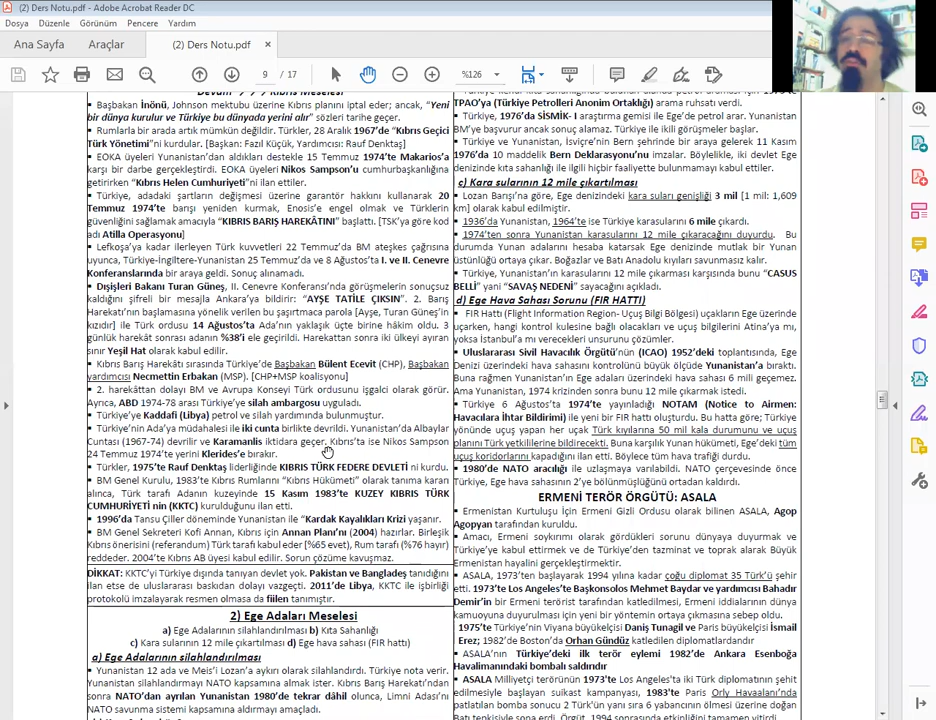 (2) Ders Notu.pdf - Adobe Acrobat Reader DC
Dosya Düzenle Görünüm Pencere Yardım
Ana Sayfa Araçlar (2) Ders Notu.pdf ×
9 / 17 %126
Devam Kıbrıs Meselesi
▪ Başbakan İnönü, Johnson mektubu üzerine Kıbrıs planını iptal eder; ancak, "Yeni
bir dünya kurulur ve Türkiye bu dünyada yerini alır" sözleri tarihe geçer.
▪ Rumlarla bir arada artık mümkün değildir. Türkler, 28 Aralık 1967'de "Kıbrıs Geçici
Türk Yönetimi"ni kurdular. [Başkan: Fazıl Küçük, Yardımcısı: Rauf Denktaş]
▪ EOKA üyeleri Yunanistan'dan aldıkları destekle 15 Temmuz 1974'te Makarios'a
karşı bir darbe gerçekleştirdi. EOKA üyeleri Nikos Sampson'u cumhurbaşkanlığına
getirirken "Kıbrıs Helen Cumhuriyeti"ni ilan ettiler.
▪ Türkiye, adadaki şartların değişmesi üzerine garantör hakkını kullanarak 20
Temmuz 1974'te barışı yeniden kurmak, Enosis'e engel olmak ve Türklerin
güvenliğini sağlamak amacıyla "KIBRIS BARIŞ HAREKÂTINI" başlattı. [TSK'ya göre kod
adı Atilla Operasyonu]
▪ Lefkoşa'ya kadar ilerleyen Türk kuvvetleri 22 Temmuz'da BM ateşkes çağrısına
uyunca, Türkiye-İngiltere-Yunanistan 25 Temmuz'da ve 8 Ağustos'ta I. ve II. Cenevre
Konferanslarında bir araya geldi. Sonuç alınamadı.
▪ Dışişleri Bakanı Turan Güneş, II. Cenevre Konferansı'nda görüşmelerin sonuçsuz
kaldığını şifreli bir mesajla Ankara'ya bildirir: "AYŞE TATİLE ÇIKSIN". 2. Barış
Harekatı'nın başlamasına yönelik verilen bu şaşırtmaca parola [Ayşe, Turan Güneş'in
kızıdır] ile Türk ordusu 14 Ağustos'ta Ada'nın yaklaşık üçte birine hâkim oldu. 3
günlük harekât sonrası adanın %38'i ele geçirildi. Harekattan sonra iki ülkeyi ayıran
sınır Yeşil Hat olarak kabul edilir.
▪ Kıbrıs Barış Harekâtı sırasında Türkiye'de Başbakan Bülent Ecevit (CHP), Başbakan
yardımcısı Necmettin Erbakan (MSP). [CHP+MSP koalisyonu]
▪ 2. harekâttan dolayı BM ve Avrupa Konseyi Türk ordusunu işgalci olarak görür.
Ayrıca, ABD 1974-78 arası Türkiye'ye silah ambargosu uyguladı.
▪ Türkiye'ye Kaddafi (Libya) petrol ve silah yardımında bulunmuştur.
▪ Türkiye'nin Ada'ya müdahalesi ile iki cunta birlikte devrildi. Yunanistan'da Albaylar
Cuntası (1967-74) devrilir ve Karamanlis iktidara geçer. Kıbrıs'ta ise Nikos Sampson
24 Temmuz 1974'te yerini Klerides'e bırakır.
▪ Türkler, 1975'te Rauf Denktaş liderliğinde KIBRIS TÜRK FEDERE DEVLETİ ni kurdu.
▪ BM Genel Kurulu, 1983'te Kıbrıs Rumlarını "Kıbrıs Hükümeti" olarak tanıma kararı
alınca, Türk tarafı Adanın kuzeyinde 15 Kasım 1983'te KUZEY KIBRIS TÜRK
CUMHURİYETİ nin (KKTC) kurulduğunu ilan etti.
▪ 1996'da Tansu Çiller döneminde Yunanistan ile "Kardak Kayalıkları Krizi yaşanır.
▪ BM Genel Sekreteri Kofi Annan, Kıbrıs için Annan Planı'nı (2004) hazırlar. Birleşik
Kıbrıs önerisini (referandum) Türk tarafı kabul eder [%65 evet], Rum tarafı (%76 hayır)
reddeder. 2004'te Kıbrıs AB üyesi kabul edilir. Sorun çözüme kavuşmaz.
DİKKAT: KKTC'yi Türkiye dışında tanıyan devlet yok. Pakistan ve Bangladeş tanıdığını
ilan etse de uluslararası baskıdan dolayı vazgeçti. 2011'de Libya, KKTC ile işbirliği
protokolü imzalayarak resmen olmasa da fiilen tanımıştır.
2) Ege Adaları Meselesi
a) Ege Adalarının silahlandırılması b) Kıta Sahanlığı
c) Kara sularının 12 mile çıkartılması d) Ege hava sahası (FIR hattı)
a) Ege Adalarının silahlandırılması
▪ Yunanistan 12 ada ve Meis'i Lozan'a aykırı olarak silahlandırdı. Türkiye nota verir.
Yunanistan silahlandırmayı NATO kapsamına almak ister. Kıbrıs Barış Harekatı'ndan
sonra NATO'dan ayrılan Yunanistan 1980'de tekrar dâhil olunca, Limni Adası'nı
NATO savunma sistemi kapsamına aldırmayı amaçladı.
TPAO'ya (Türkiye Petrolleri Anonim Ortaklığı) arama ruhsatı verdi.
▪ Türkiye, 1976'da SİSMİK- I araştırma gemisi ile Ege'de petrol arar. Yunanistan
BM'ye başvurur ancak sonuç alamaz. Türkiye ile ikili görüşmeler başlar.
▪ Türkiye ve Yunanistan, İsviçre'nin Bern şehrinde bir araya gelerek 11 Kasım
1976'da 10 maddelik Bern Deklarasyonu'nu imzalar. Böylelikle, iki devlet Ege
denizinde kıta sahanlığı ile ilgili hiçbir faaliyette bulunmamayı kabul ettiler.
c) Kara sularının 12 mile çıkartılması
▪ Lozan Barışı'na göre, Ege denizindeki kara suları genişliği 3 mil [1 mil: 1,609
km] olarak kabul edilmiştir.
▪ 1936'da Yunanistan, 1964'te ise Türkiye karasularını 6 mile çıkardı.
▪ 1974'ten sonra Yunanistan karasularını 12 mile çıkaracağını duyurdu. Bu
durumda Yunan adalarını hesaba katarsak Ege denizinde mutlak bir Yunan
üstünlüğü ortaya çıkar. Boğazlar ve Batı Anadolu kıyıları savunmasız kalır.
▪ Türkiye, Yunanistan'ın karasularını 12 mile çıkarması karşısında bunu "CASUS
BELLİ" yani "SAVAŞ NEDENİ" sayacağını açıkladı.
d) Ege Hava Sahası Sorunu (FIR HATTI)
▪ FIR Hattı (Flight Information Region- Uçuş Bilgi Bölgesi) uçakların Ege üzerinde
uçarken, hangi kontrol kulesine bağlı olacakları ve uçuş bilgilerini Atina'ya mı,
yoksa İstanbul'a mı verecekleri unsurunu çözümler.
▪ Uluslararası Sivil Havacılık Örgütü'nün (ICAO) 1952'deki toplantısında, Ege
Denizi üzerindeki hava sahası kontrolünü büyük ölçüde Yunanistan'a bıraktı.
Buna rağmen Yunanistan'ın Ege adaları üzerindeki hava sahası 6 mili geçemez.
Ama Yunanistan, 1974 krizinden sonra bunu 12 mile çıkarmak istedi.
▪ Türkiye 6 Ağustos'ta 1974'te yayınladığı NOTAM (Notice to Airmen:
Havacılara İhtar Bildirimi) ile yeni bir FIR hattı oluşturdu. Bu hatta göre; Türkiye
yönünde uçuş yapan uçaklar Türk kıyılarına 50 mil kala durumunu ve uçuş
planını Türk yetkililerine bildirecekti. Buna karşılık Yunan hükümeti, Ege'deki tüm
uçuş koridorlarını kapadığını ilan etti. Böylece tüm hava trafiği durdu.
▪ 1980'de NATO aracılığı ile uzlaşmaya varılabildi. NATO çerçevesinde önce
Türkiye, Ege hava sahasının 2'ye bölünmüşlüğünü ortadan kaldırdı.
ERMENİ TERÖR ÖRGÜTÜ: ASALA
▪ Ermenistan Kurtuluşu İçin Ermeni Gizli Ordusu olarak bilinen ASALA, Agop
Agopyan tarafından kuruldu.
▪ Amacı, Ermeni soykırımı olarak gördükleri sorunu dünyaya duyurmak ve
Türkiye'ye kabul ettirmek ve de Türkiye'den tazminat ve toprak alarak Büyük
Ermenistan hayalini gerçekleştirmektir.
▪ ASALA, 1973'ten başlayarak 1994 yılına kadar çoğu diplomat 35 Türk'ü şehir
etti. 1973'te Los Angeles'te Başkonsolos Mehmet Baydar ve yardımcısı Bahadır
Demir'in bir Ermeni terörist tarafından katledilmesi, Ermeni iddialarının dünya
kamuoyuna duyurulması için yeni bir yöntemin ortaya çıkmasına sebep oldu.
▪ 1975'te Türkiye'nin Viyana büyükelçisi Daniş Tunagil ve Paris büyükelçisi İsmail
Erez; 1982'de Boston'da Orhan Gündüz katledilen diplomatlardandır
▪ ASALA'nın Türkiye'deki ilk terör eylemi 1982'de Ankara Esenboğa
Havalimanındaki bombalı saldırıdır
▪ ASALA Milliyetçi terörünün 1973'te Los Angeles'ta iki Türk diplomatının şehit
edilmesiyle başlayan suikast kampanyası, 1983'te Paris Orly Havaalanı'nda
patlatılan bomba sonucu 2 Türk'ün yanı sıra 6 yabancının ölmesi üzerine doğan
Batı tepkisiyle sona erdi. Örgüt, 1994 sonrasında etkinliğini tamamen yitirdi.